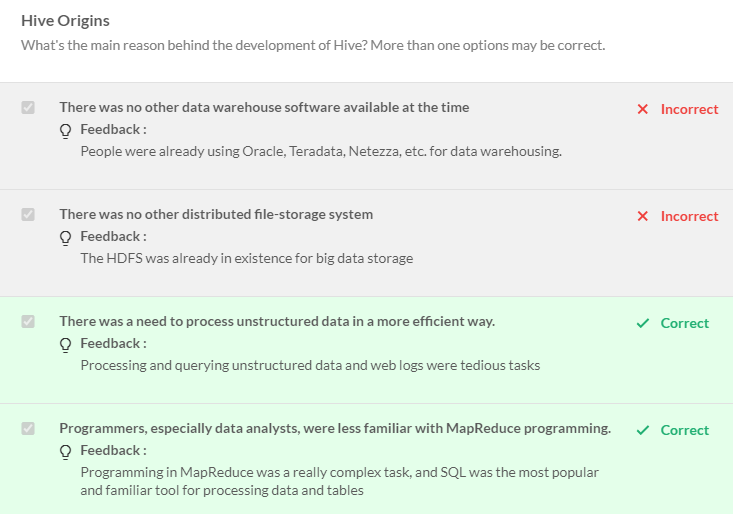 Hive Origins
What's the main reason behind the development of Hive? More than one options may be correct.
There was no other data warehouse software available at the time
Incorrect
Feedback :
People were already using Oracle, Teradata, Netezza, etc. for data warehousing.
There was no other distributed file-storage system
Incorrect
Feedback :
The HDFS was already in existence for big data storage
There was a need to process unstructured data in a more efficient way.
Correct
Feedback :
Processing and querying unstructured data and web logs were tedious tasks
Programmers, especially data analysts, were less familiar with MapReduce programming.
Correct
Feedback :
Programming in MapReduce was a really complex task, and SQL was the most popular
and familiar tool for processing data and tables